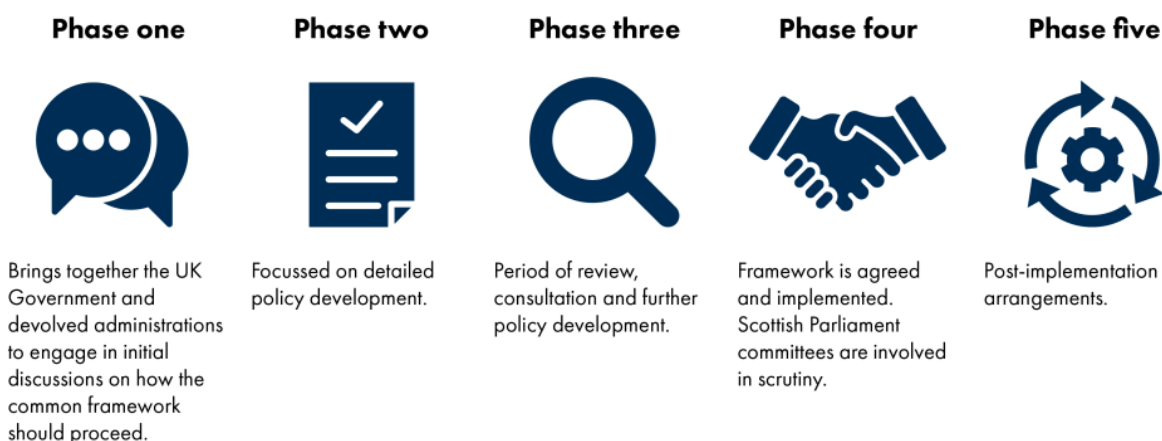 Phase one
Brings together the UK
Government and
devolved administrations
to engage in initial
discussions on how the
common framework
should proceed.
Phase two
Focussed on detailed
policy development.
Phase three
Period of review,
consultation and further
policy development.
Phase four
Framework is agreed
and implemented.
Scottish Parliament
committees are involved
in scrutiny.
Phase five
Post-implementation
arrangements.